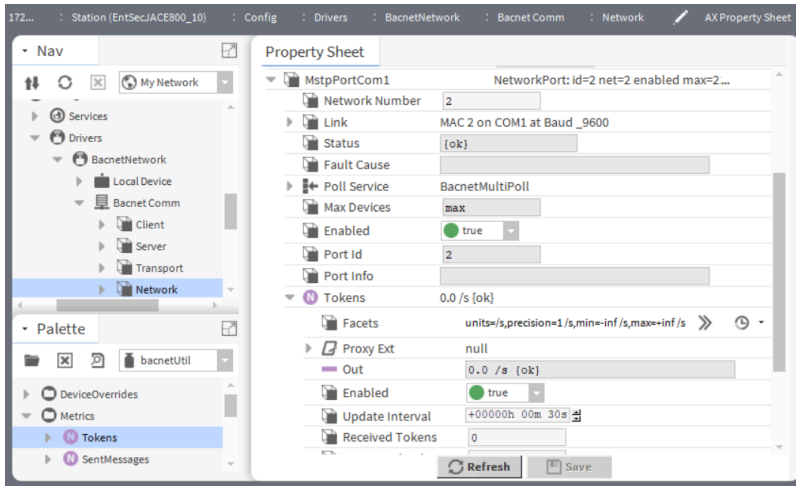 172... : Station (EntSecJACE800_10) : Config : Drivers : BacnetNetwork : Bacnet Comm : Network AX Property Sheet
Nav
My Network
Services
Drivers
BacnetNetwork
Local Device
Bacnet Comm
Client
Server
Transport
Network
Palette
bacnetUtil
DeviceOverrides
Metrics
Tokens
SentMessages
Property Sheet
MstpPortCom1 NetworkPort: id=2 net=2 enabled max=2...
Network Number 2
Link MAC 2 on COM1 at Baud _9600
Status {ok}
Fault Cause
Poll Service BacnetMultiPoll
Max Devices max
Enabled true
Port Id 2
Port Info
Tokens 0.0 /s {ok}
Facets units=/s,precision=1 /s,min=-inf /s,max=+inf /s
Proxy Ext null
Out 0.0 /s {ok}
Enabled true
Update Interval +00000h 00m 30s
Received Tokens 0
Refresh Save